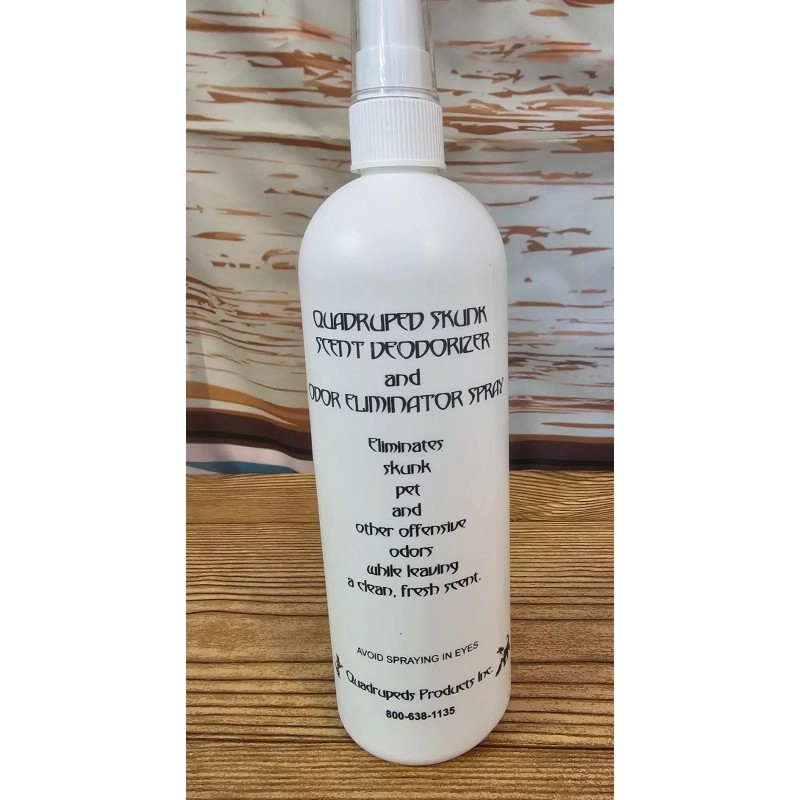 QUADRUPED SKUNK
SCENT DEODORIZER
and
ODOR ELIMINATOR SPRAY
Eliminates
skunk
pet
and
other offensive
odors
while leaving
a clean, fresh scent.
AVOID SPRAYING IN EYES
Quadrupeds Products Inc.
800-638-1135